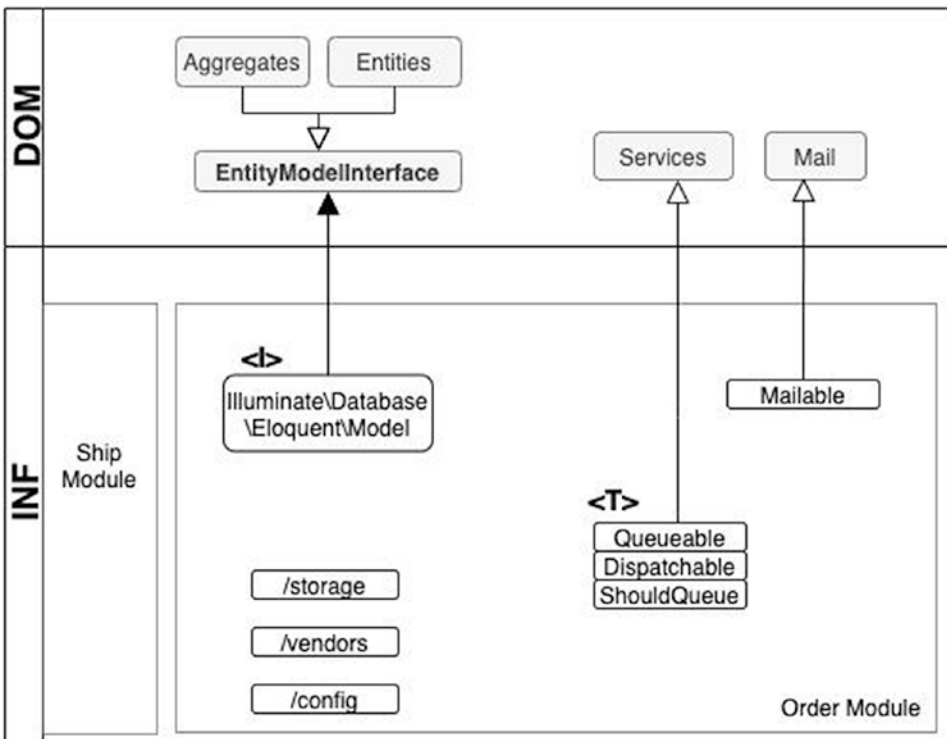 DOM
Aggregates
Entities
EntityModelInterface
Services
Mail
INF
Ship
Module
<I>
Illuminate\Database
\Eloquent\Model
Mailable
<T>
Queueable
Dispatchable
ShouldQueue
/storage
/vendors
/config
Order Module